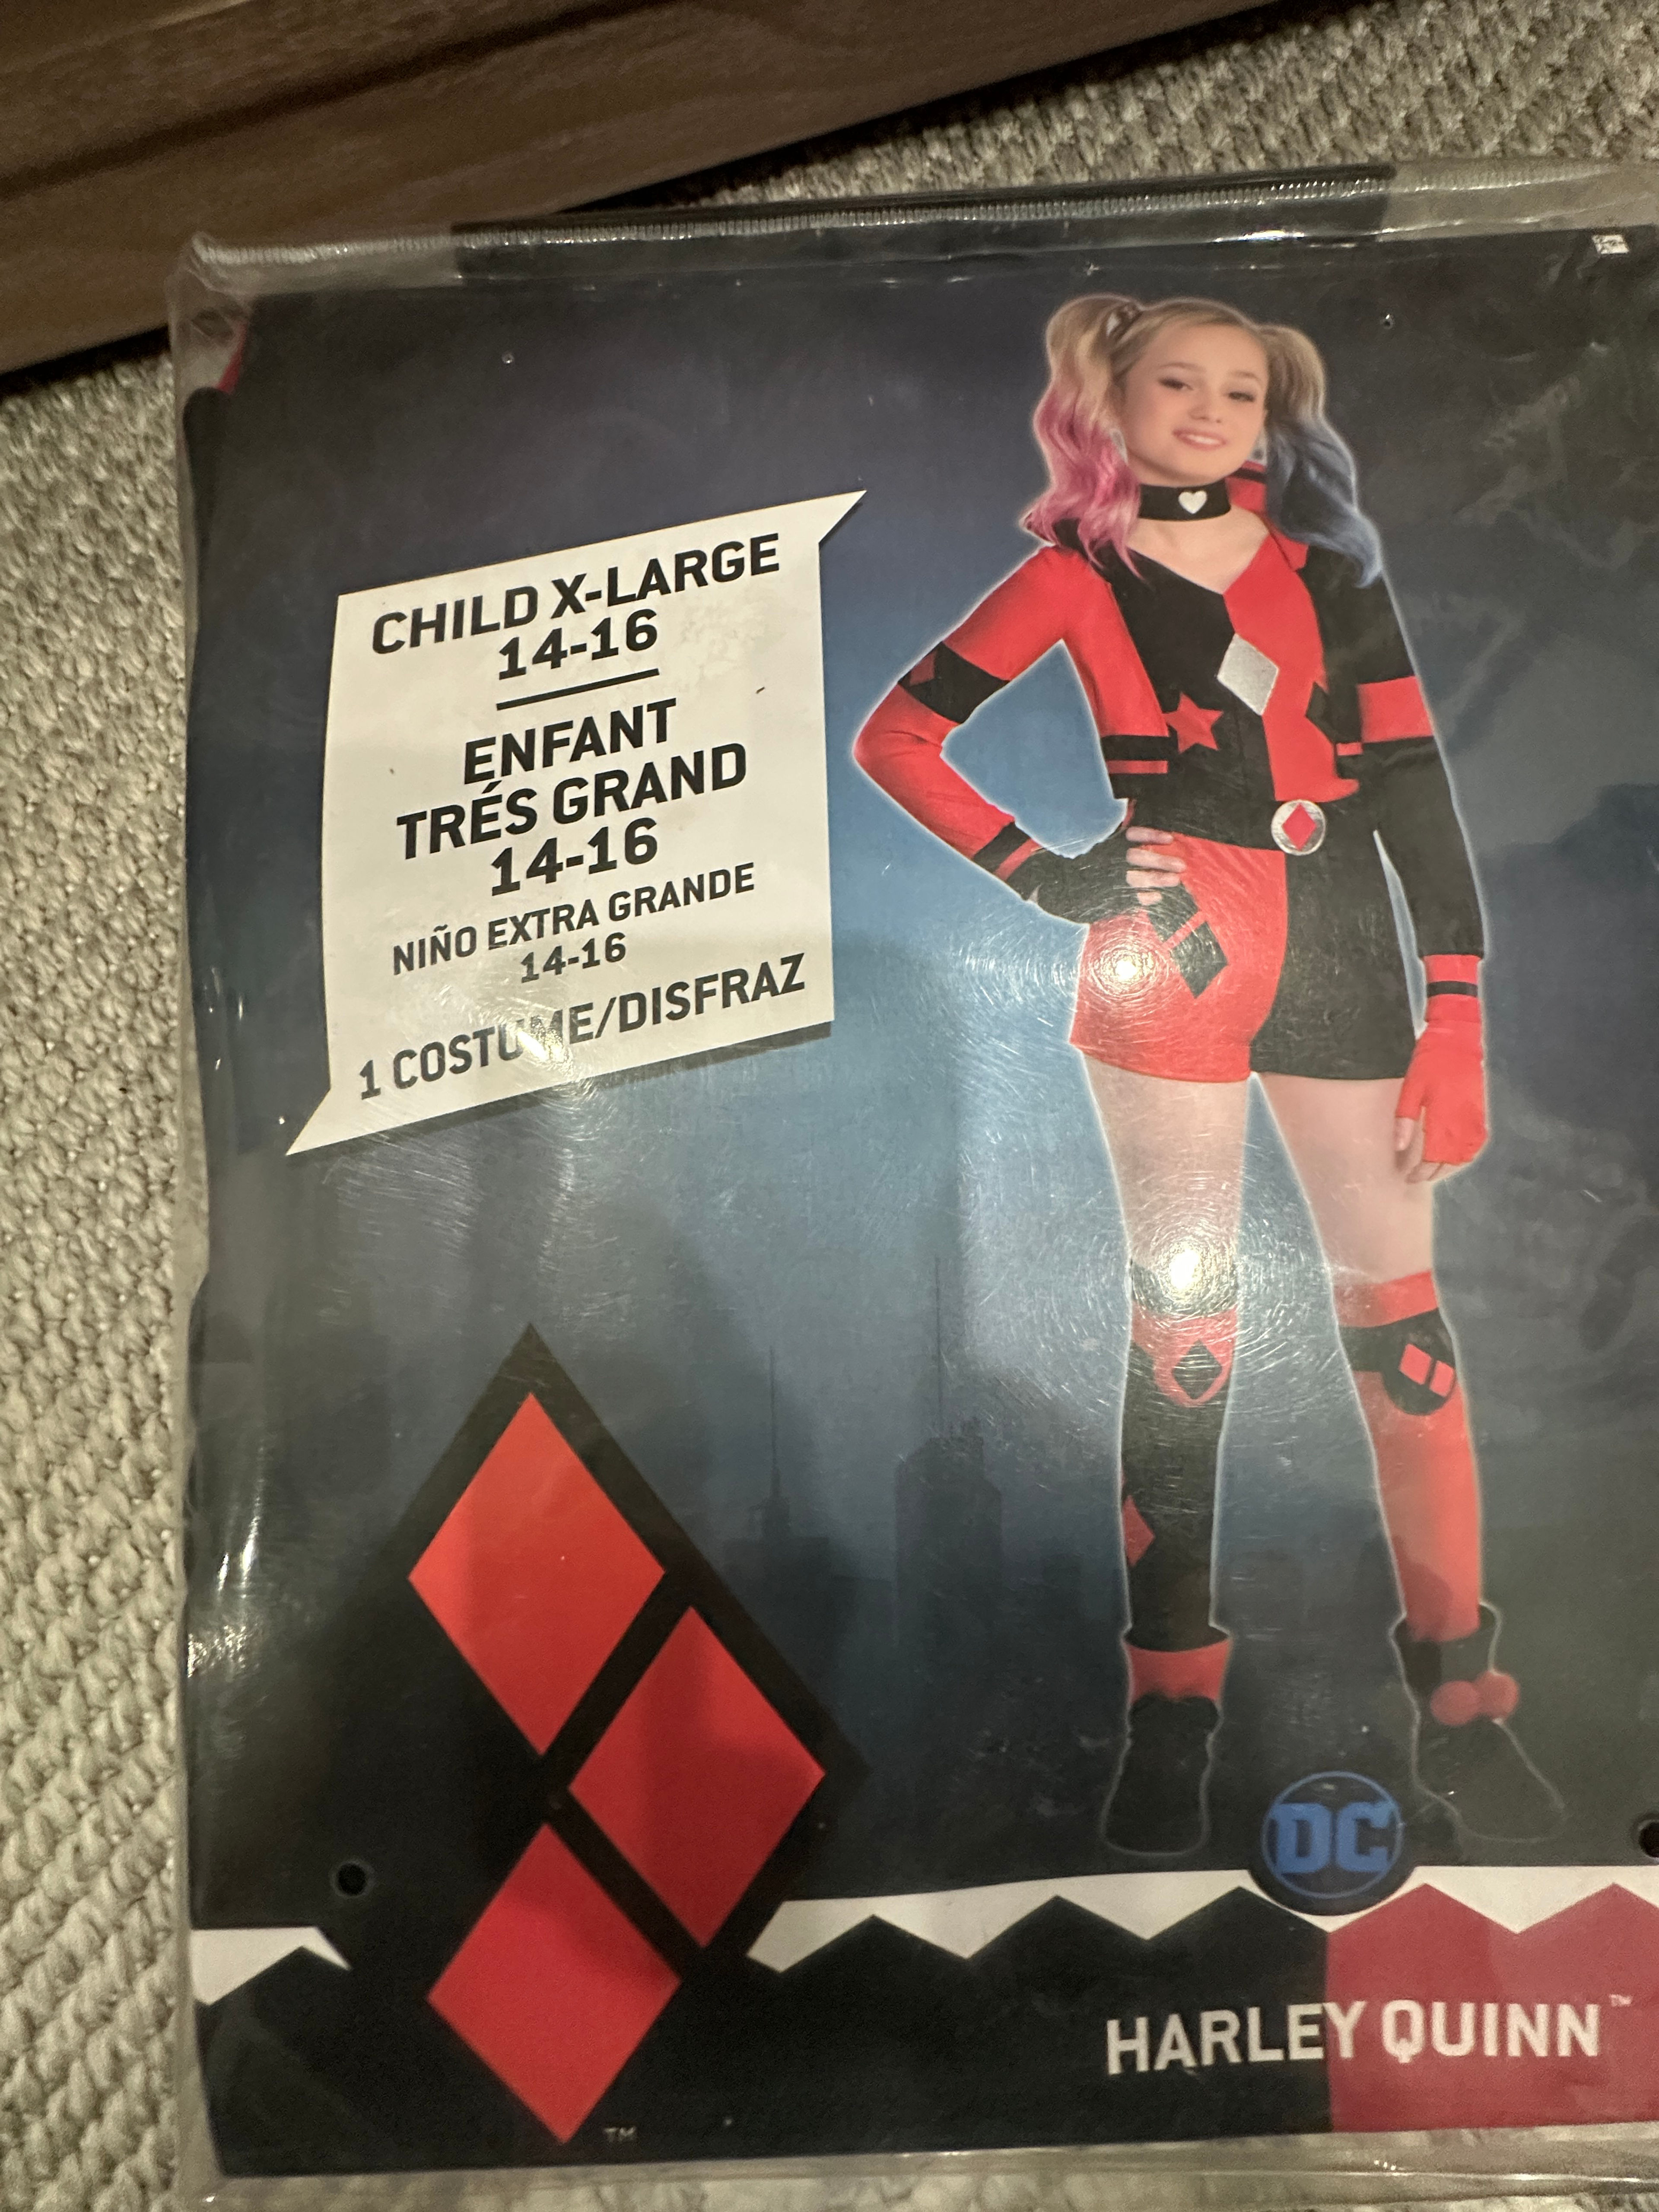 CHILD X-LARGE
14-16
ENFANT
TRÉS GRAND
14-16
NIÑO EXTRA GRANDE
14-16
1 COSTUME/DISFRAZ
DC
HARLEY QUINN™
™